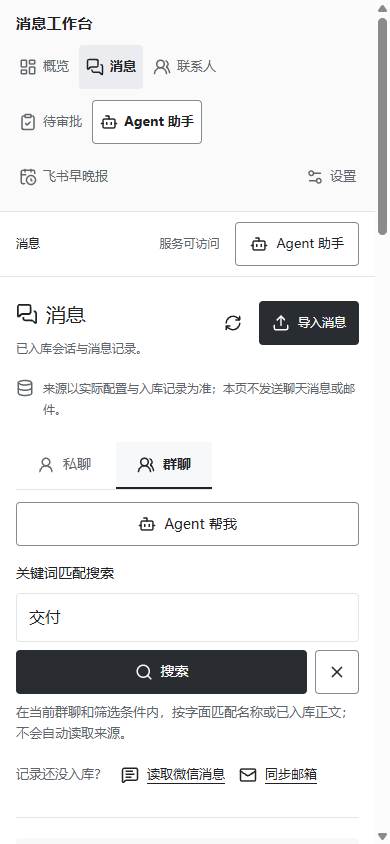 消息工作台
概览
消息
联系人
待审批
Agent 助手
飞书早晚报
设置
消息
服务可访问
Agent 助手
消息
导入消息
已入库会话与消息记录。
来源以实际配置与入库记录为准；本页不发送聊天消息或邮
件。
私聊
群聊
Agent 帮我
关键词匹配搜索
交付
搜索
在当前群聊和筛选条件内，按字面匹配名称或已入库正文；
不会自动读取来源。
记录还没入库？
读取微信消息
同步邮箱